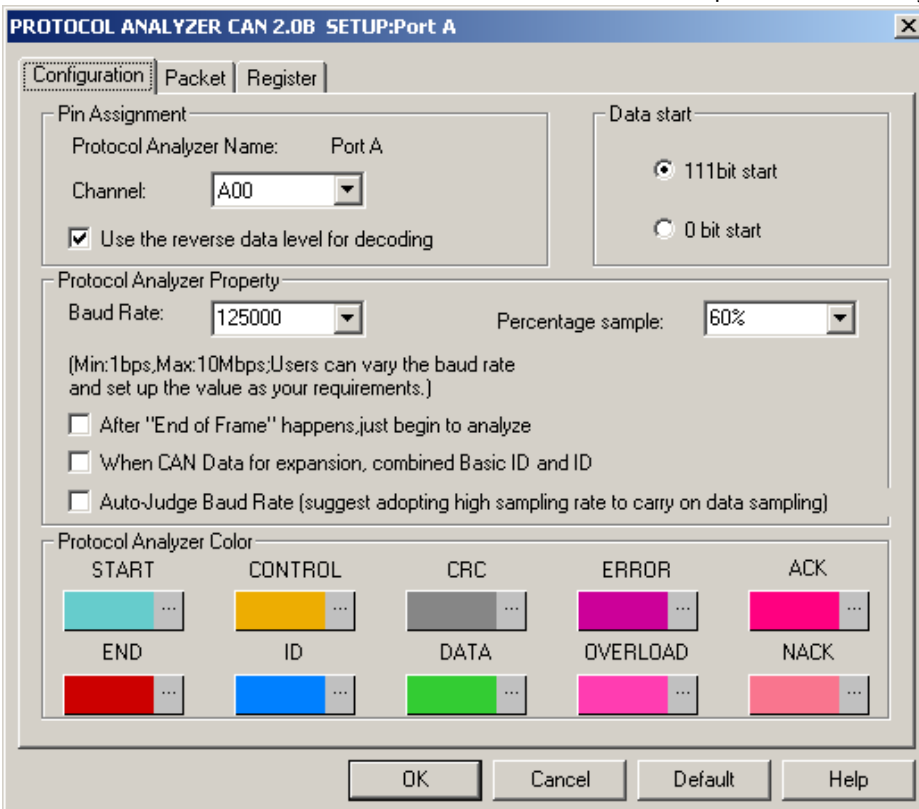 PROTOCOL ANALYZER CAN 2.0B SETUP:Port A
Configuration Packet Register
Pin Assignment
Protocol Analyzer Name: Port A
Channel: A00
Use the reverse data level for decoding
Data start
111bit start
0 bit start
Protocol Analyzer Property
Baud Rate: 125000 Percentage sample: 60%
(Min:1bps,Max:10Mbps;Users can vary the baud rate
and set up the value as your requirements.)
After "End of Frame" happens,just begin to analyze
When CAN Data for expansion, combined Basic ID and ID
Auto-Judge Baud Rate (suggest adopting high sampling rate to carry on data sampling)
Protocol Analyzer Color
START CONTROL CRC ERROR ACK
... ... ... ... ...
END ID DATA OVERLOAD NACK
... ... ... ... ...
OK Cancel Default Help